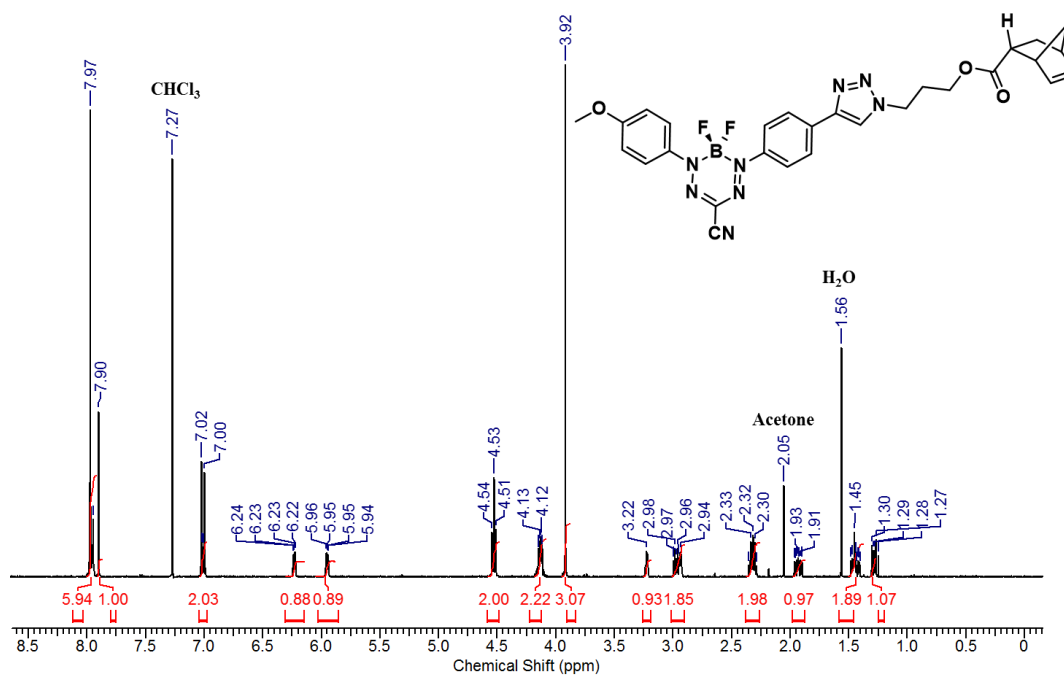 7.97
CHCl3
7.27
3.92
7.90
7.02
7.00
6.24
6.23
6.23
6.22
5.96
5.95
5.95
5.94
4.54
4.53
4.51
4.13
4.12
3.22
2.98
2.97
2.96
2.94
2.33
2.32
2.30
Acetone
2.05
1.93
1.91
H2O
1.56
1.45
1.30
1.29
1.28
1.27
H
O
O
N
N
N
O
F
F
B
N
N
N
N
CN
5.94
1.00
2.03
0.88
0.89
2.00
2.22
3.07
0.93
1.85
1.98
0.97
1.89
1.07
8.5 8.0 7.5 7.0 6.5 6.0 5.5 5.0 4.5 4.0 3.5 3.0 2.5 2.0 1.5 1.0 0.5 0
Chemical Shift (ppm)